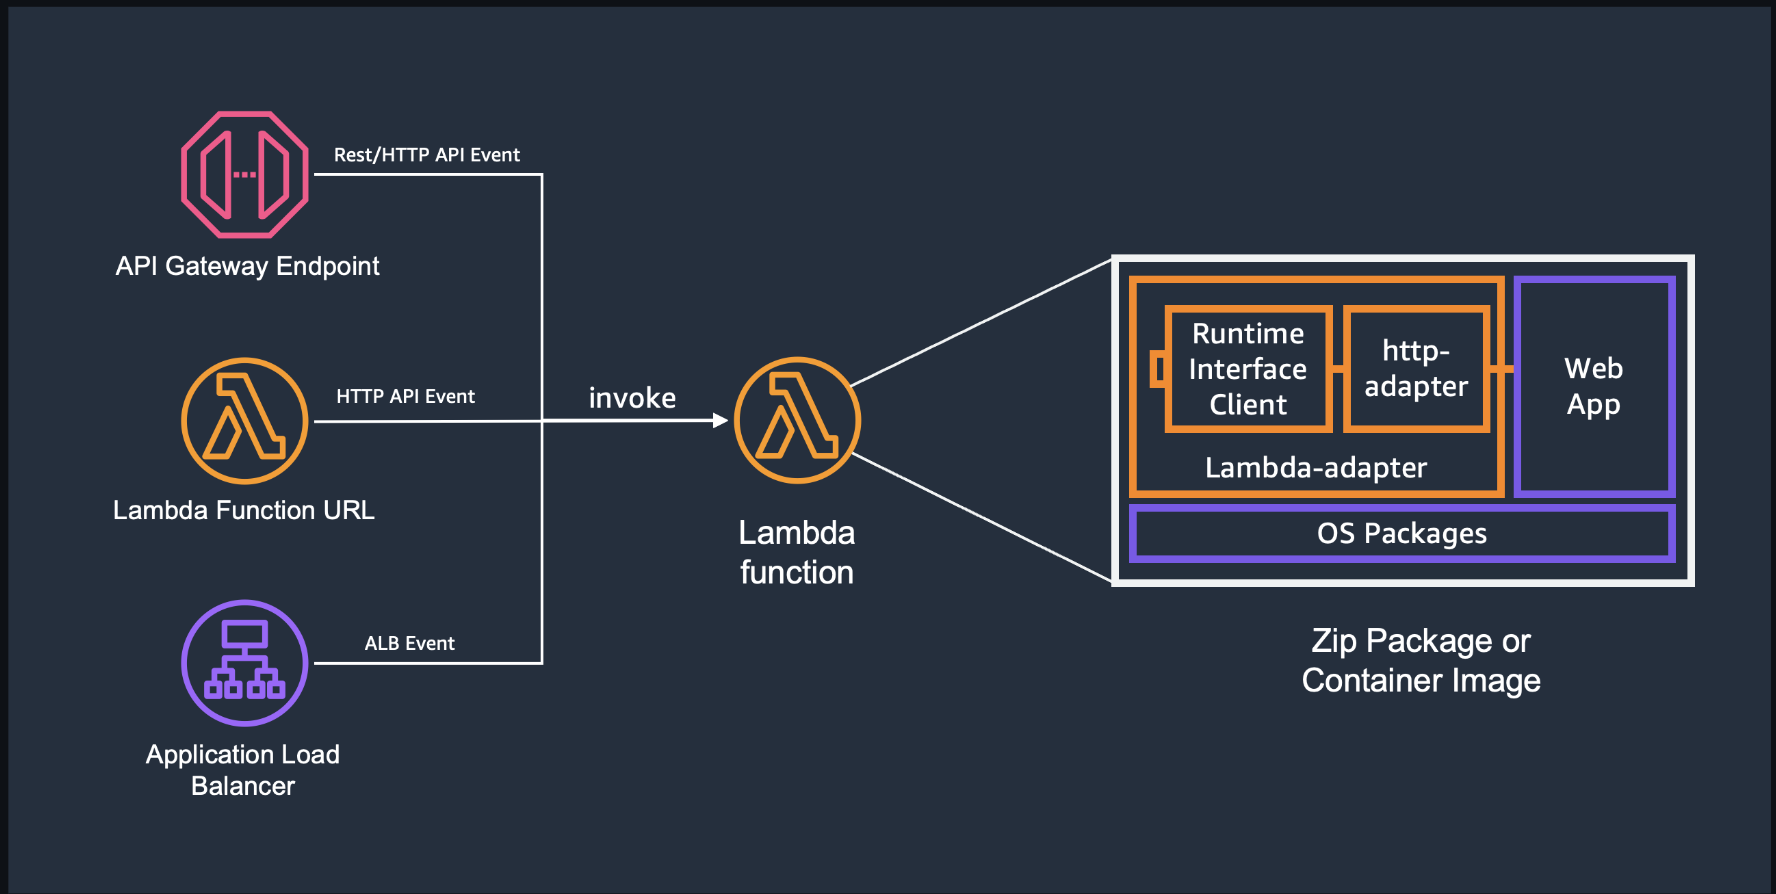 Rest/HTTP API Event
API Gateway Endpoint
HTTP API Event
Lambda Function URL
ALB Event
Application Load
Balancer
invoke
Lambda
function
Runtime
Interface
Client
http-
adapter
Lambda-adapter
Web
App
OS Packages
Zip Package or
Container Image